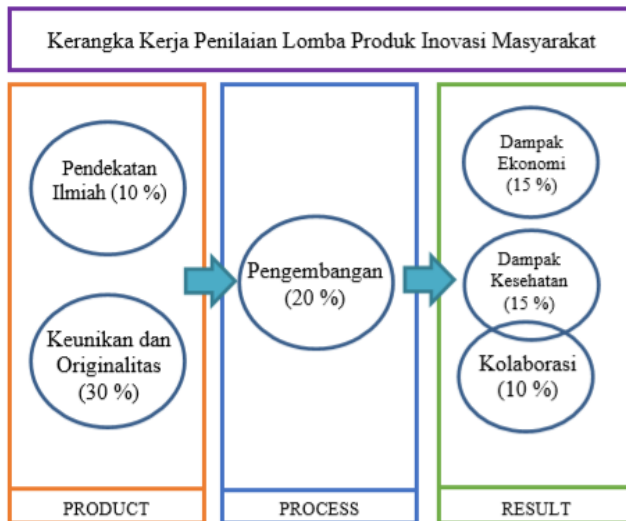 Kerangka Kerja Penilaian Lomba Produk Inovasi Masyarakat
Pendekatan
Ilmiah (10 %)
Keunikan dan
Originalitas
(30 %)
PRODUCT
Pengembangan
(20 %)
PROCESS
Dampak
Ekonomi
(15 %)
Dampak
Kesehatan
(15 %)
Kolaborasi
(10 %)
RESULT